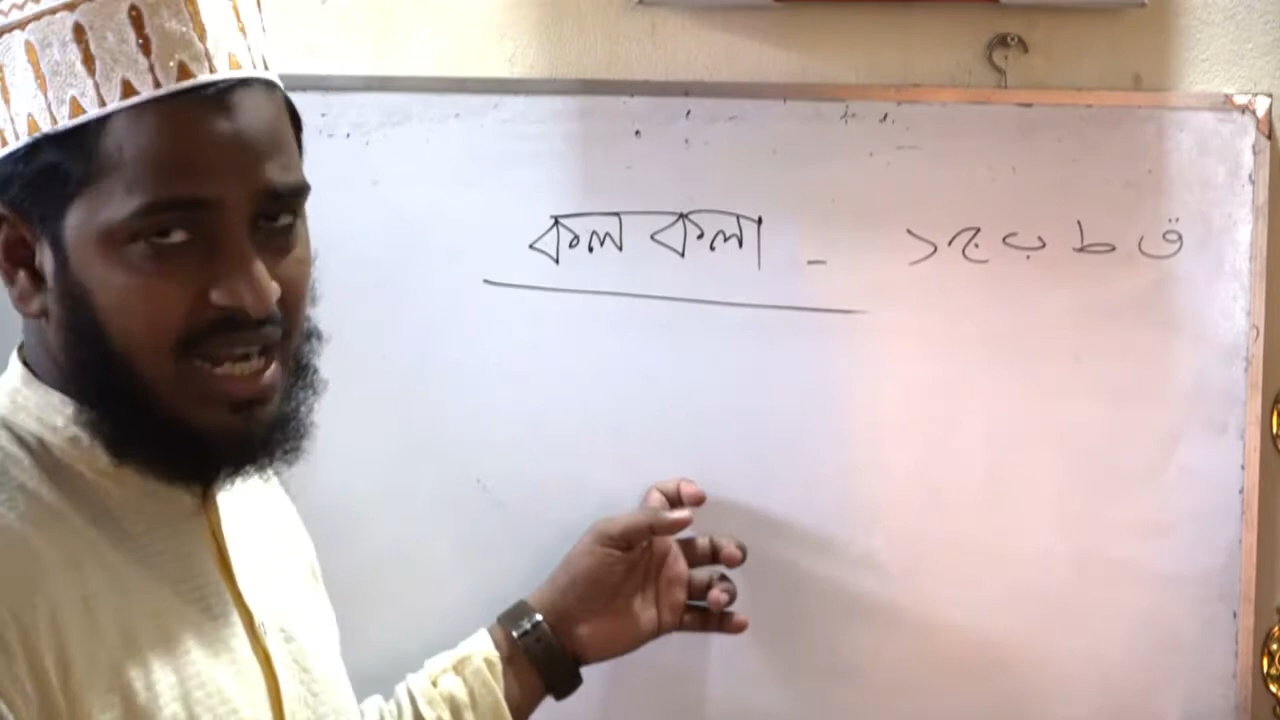 কলকলা - ق ط ب ج د